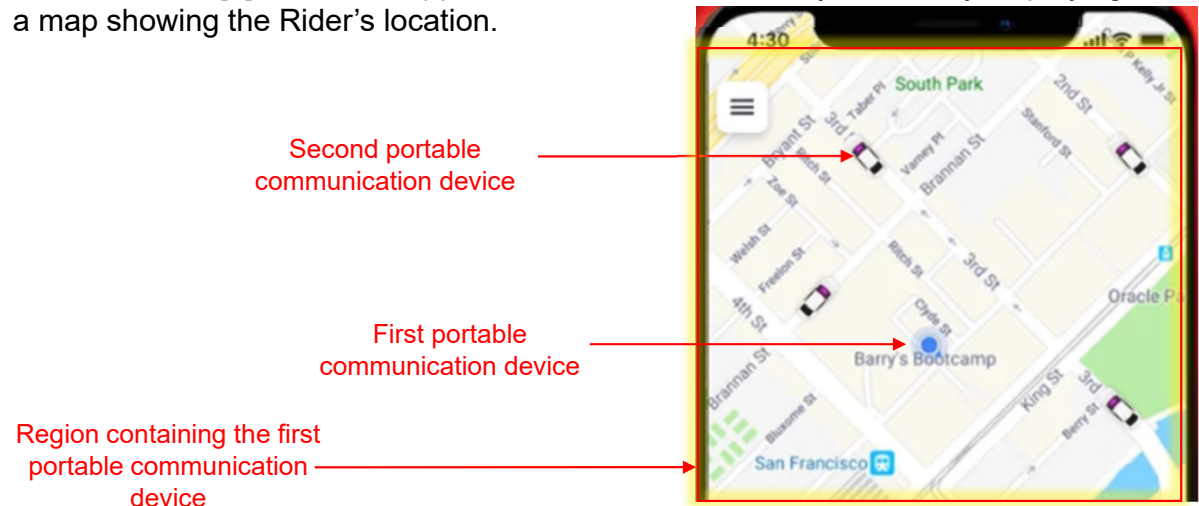 a map showing the Rider’s location.
4:30
P Kelly Jr St
South Park
Taber Pl
2nd St
3rd
Stanford St
Second portable
communication device
Bryant St
Ritch St
Varney Pl
Brannan St
Zoe St
Welsh St
Freelon St
Ritch St
3rd St
Oracle Pa
4th St
Clyde St
First portable
communication device
Barry's Bootcamp
Brannan St
King St
3rd
Berry St
Bluxome St
Region containing the first
portable communication
device
San Francisco